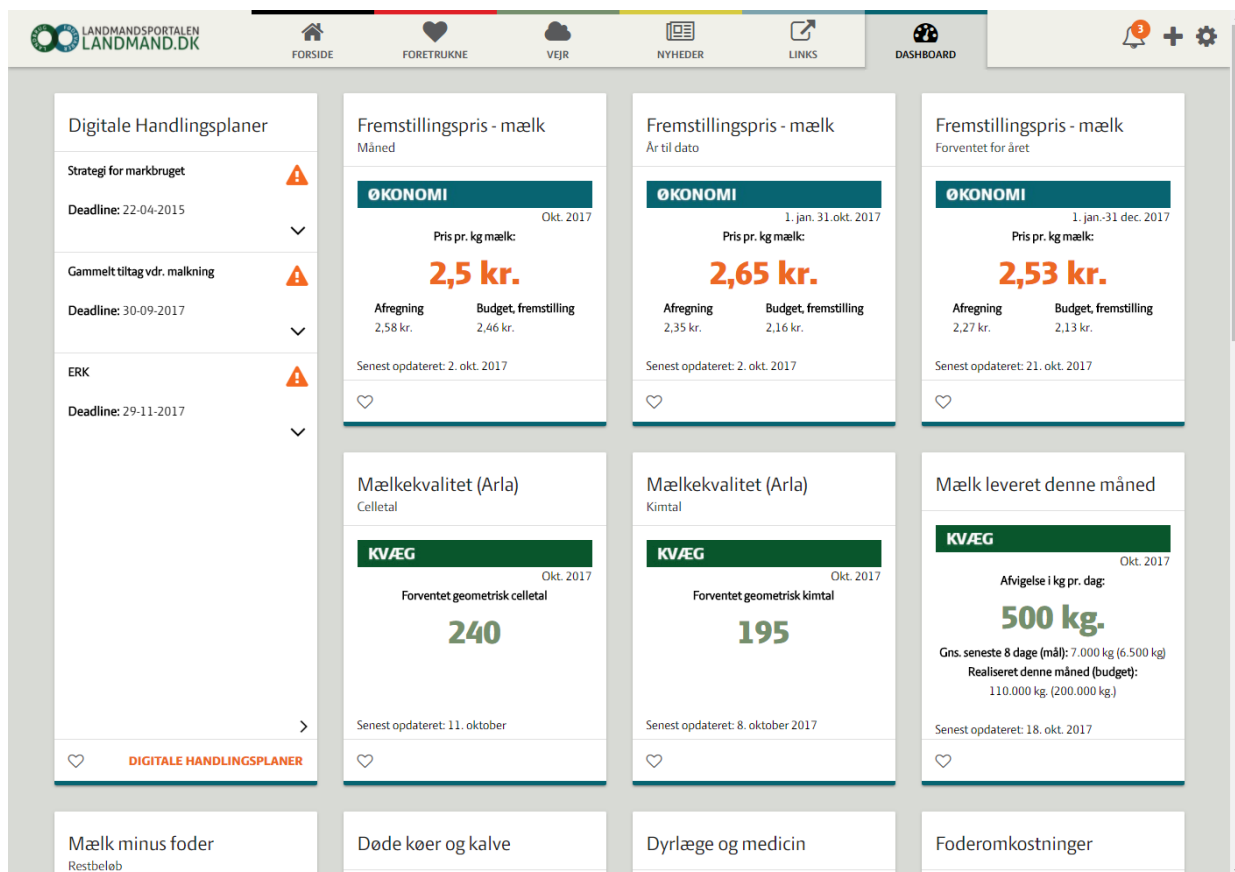 LANDMANDSPORTALEN
LANDMAND.DK
FORSIDE
FORETRUKNE
VEJR
NYHEDER
LINKS
DASHBOARD
3
Digitale Handlingsplaner
Strategi for markbruget
Deadline: 22-04-2015
Gammelt tiltag vdr. malkning
Deadline: 30-09-2017
ERK
Deadline: 29-11-2017
DIGITALE HANDLINGSPLANER
Fremstillingspris - mælk
Måned
ØKONOMI
Okt. 2017
Pris pr. kg mælk:
2,5 kr.
Afregning Budget, fremstilling
2,58 kr. 2,46 kr.
Senest opdateret: 2. okt. 2017
Fremstillingspris - mælk
År til dato
ØKONOMI
1. jan. 31.okt. 2017
Pris pr. kg mælk:
2,65 kr.
Afregning Budget, fremstilling
2,35 kr. 2,16 kr.
Senest opdateret: 2. okt. 2017
Fremstillingspris - mælk
Forventet for året
ØKONOMI
1. jan.-31 dec. 2017
Pris pr. kg mælk:
2,53 kr.
Afregning Budget, fremstilling
2,27 kr. 2,13 kr.
Senest opdateret: 21. okt. 2017
Mælkekvalitet (Arla)
Celletal
KVÆG
Okt. 2017
Forventet geometrisk celletal
240
Senest opdateret: 11. oktober
Mælkekvalitet (Arla)
Kimtal
KVÆG
Okt. 2017
Forventet geometrisk kimtal
195
Senest opdateret: 8. oktober 2017
Mælk leveret denne måned
KVÆG
Okt. 2017
Afvigelse i kg pr. dag:
500 kg.
Gns. seneste 8 dage (mål): 7.000 kg (6.500 kg)
Realiseret denne måned (budget):
110.000 kg. (200.000 kg.)
Senest opdateret: 18. okt. 2017
Mælk minus foder
Restbeløb
Døde køer og kalve
Dyrlæge og medicin
Foderomkostninger